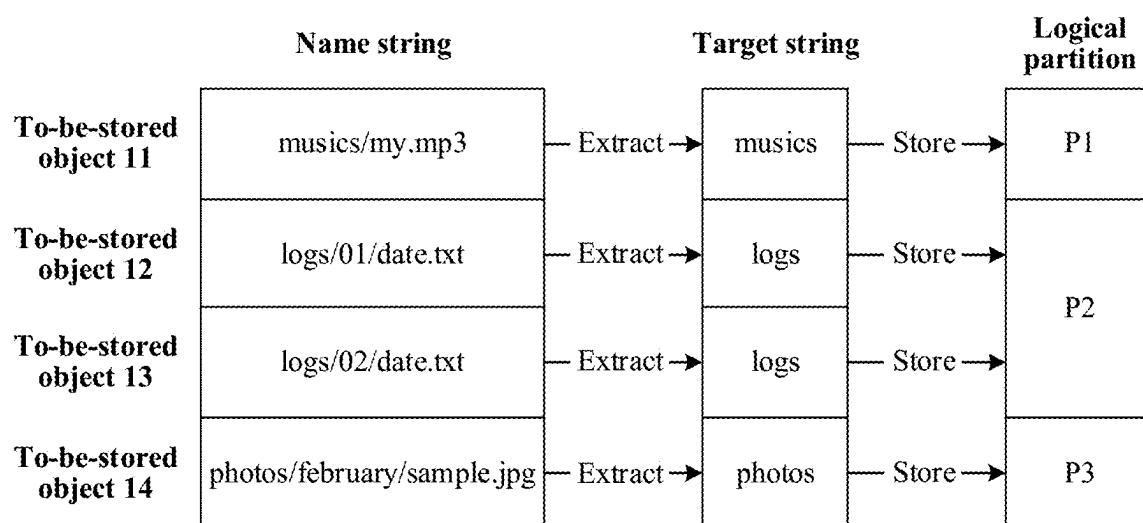 Name string
Target string
Logical
partition
To-be-stored
object 11
musics/my.mp3
Extract
musics
Store
P1
To-be-stored
object 12
logs/01/date.txt
Extract
logs
Store
P2
To-be-stored
object 13
logs/02/date.txt
Extract
logs
Store
To-be-stored
object 14
photos/february/sample.jpg
Extract
photos
Store
P3